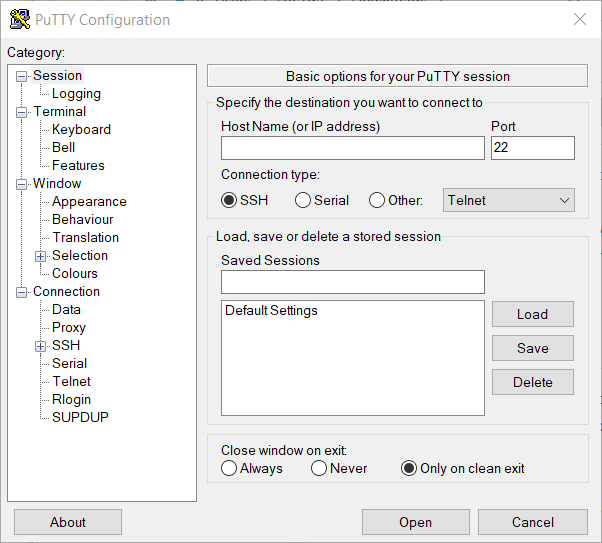 PuTTY Configuration
Category:
Session
Logging
Terminal
Keyboard
Bell
Features
Window
Appearance
Behaviour
Translation
Selection
Colours
Connection
Data
Proxy
SSH
Serial
Telnet
Rlogin
SUPDUP
Basic options for your PuTTY session
Specify the destination you want to connect to
Host Name (or IP address) Port
22
Connection type:
SSH Serial Other: Telnet
Load, save or delete a stored session
Saved Sessions
Default Settings
Load
Save
Delete
Close window on exit:
Always Never Only on clean exit
About Open Cancel